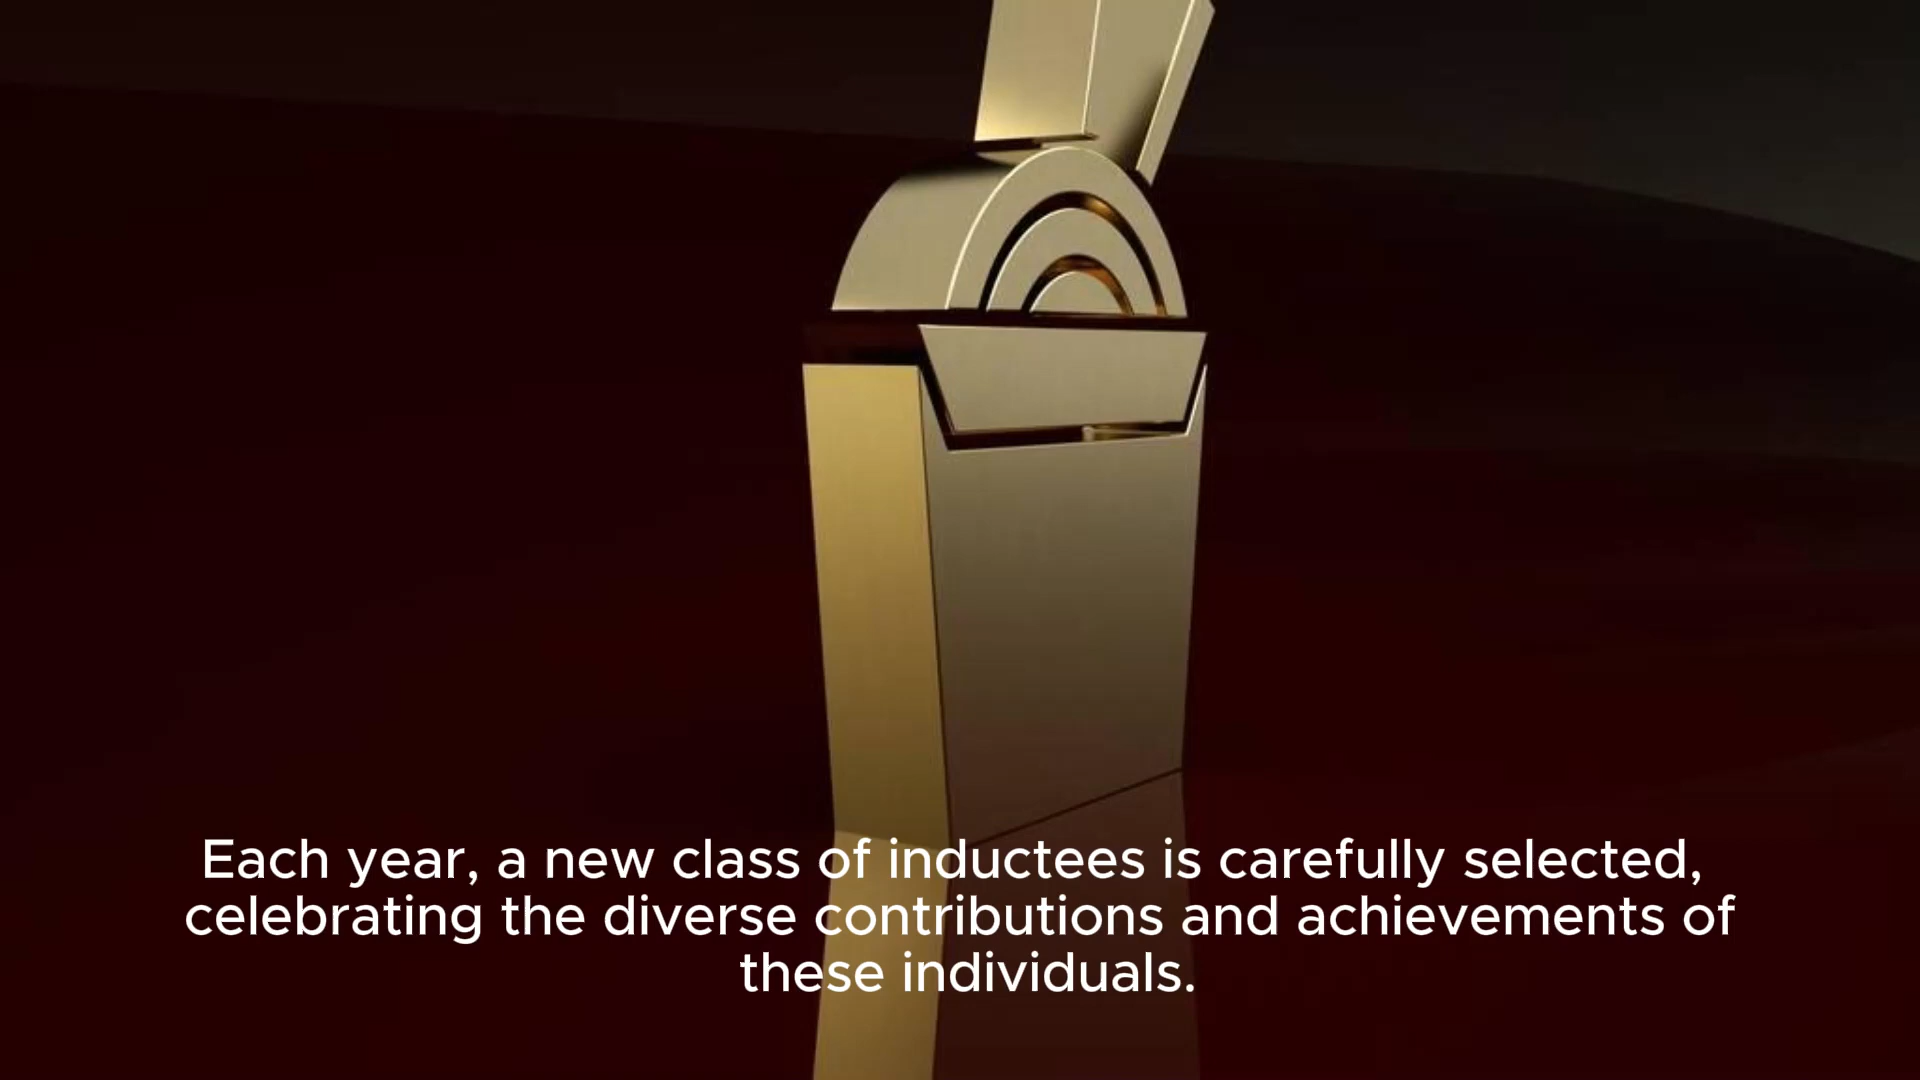 Each year, a new class of inductees is carefully selected,
celebrating the diverse contributions and achievements of
these individuals.